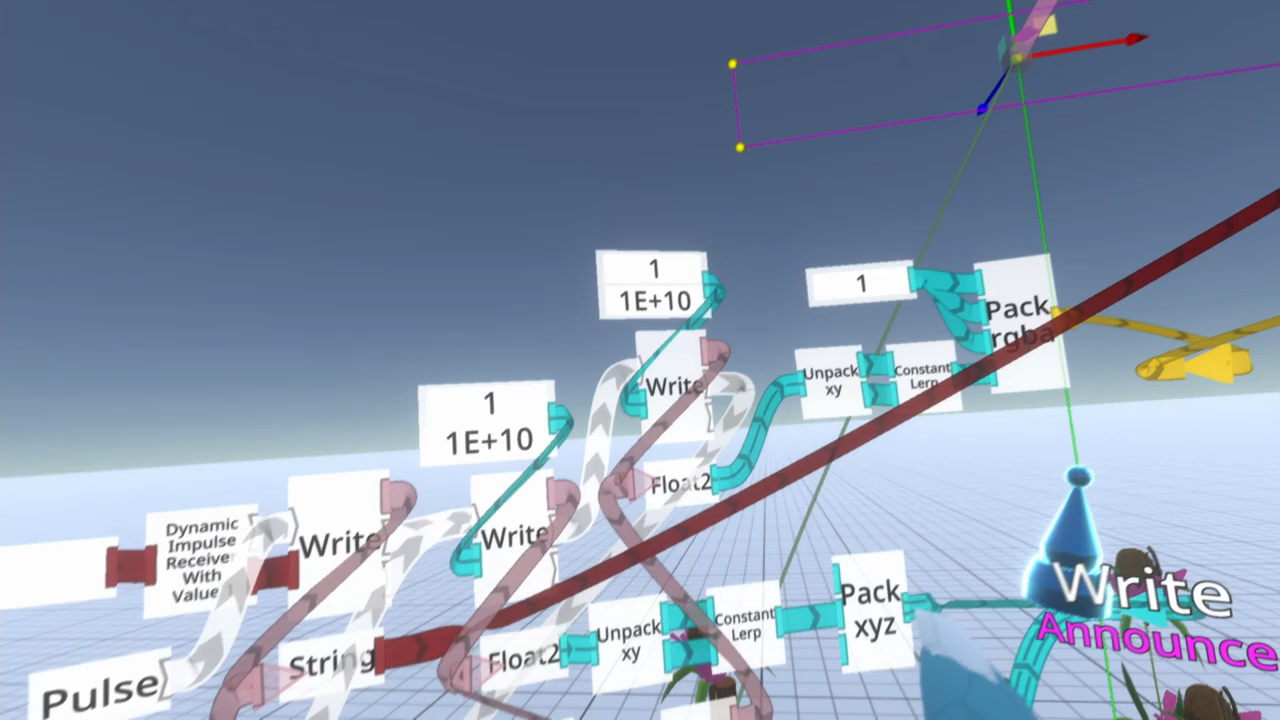 1
1E+10
1
Pack
rgba
Write
Unpack
xy
Constant
Lerp
1
1E+10
Float2
Dynamic
Impulse
Receiver
With
Value
Write
Write
Pack
xyz
Write
Announce
String
Float2
Unpack
xy
Constant
Lerp
Pulse